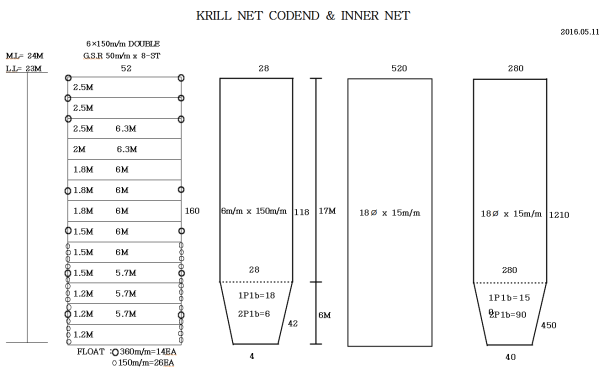 KRILL NET CODEND & INNER NET
2016.05.11
6×150m/m DOUBLE
G.S.R 50m/m x 8-ST
M.L= 24M
L.L= 23M
52
28
520
280
2.5M
2.5M
2.5M 6.3M
2M 6.3M
1.8M 6M
1.8M 6M
1.8M 6M
1.5M 6M
1.5M 6M
1.5M 5.7M
1.2M 5.7M
1.2M 5.7M
1.2M
160
6m/m x 150m/m
118
17M
18Ø x 15m/m
18Ø x 15m/m
1210
28
280
1P1b=18
2P1b=6
42
6M
1P1b=15
2P1b=90
450
4
40
FLOAT : 360m/m=14EA
150m/m=26EA